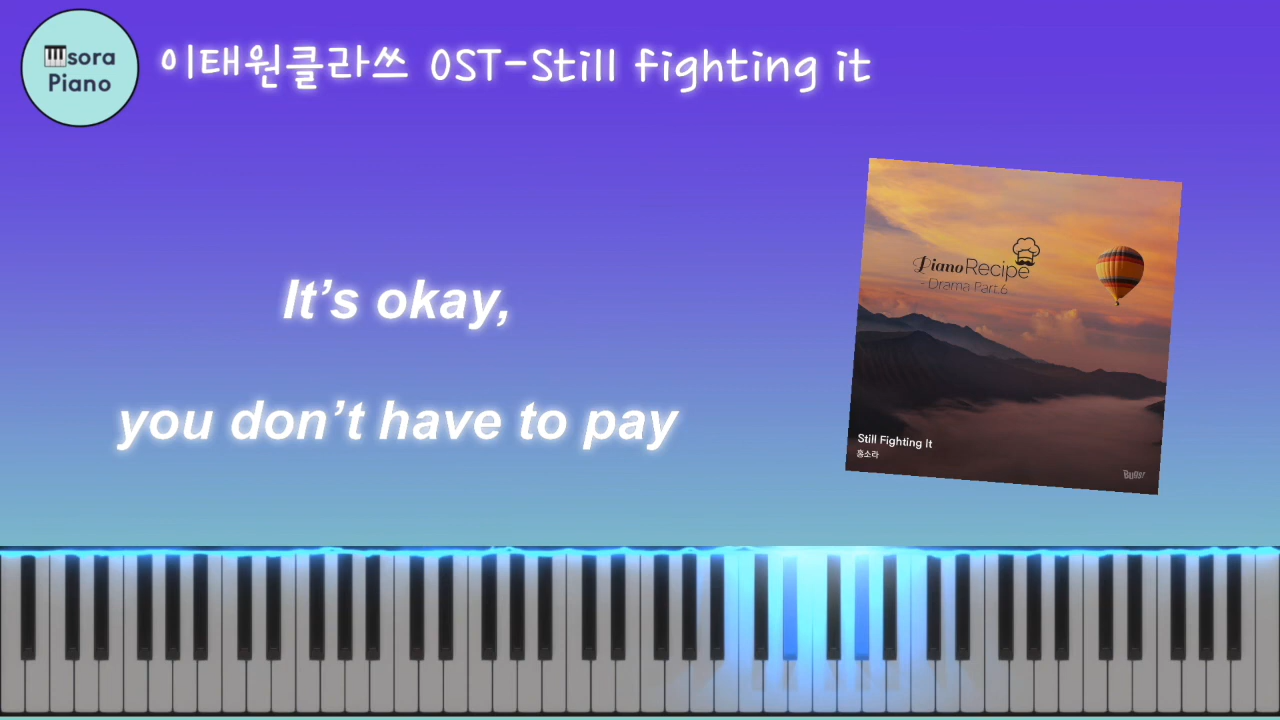 sora
Piano
이태원클라쓰 OST-Still fighting it
It's okay,
you don't have to pay
Piano Recipe
- Drama Part.6
Still Fighting It
홍소라